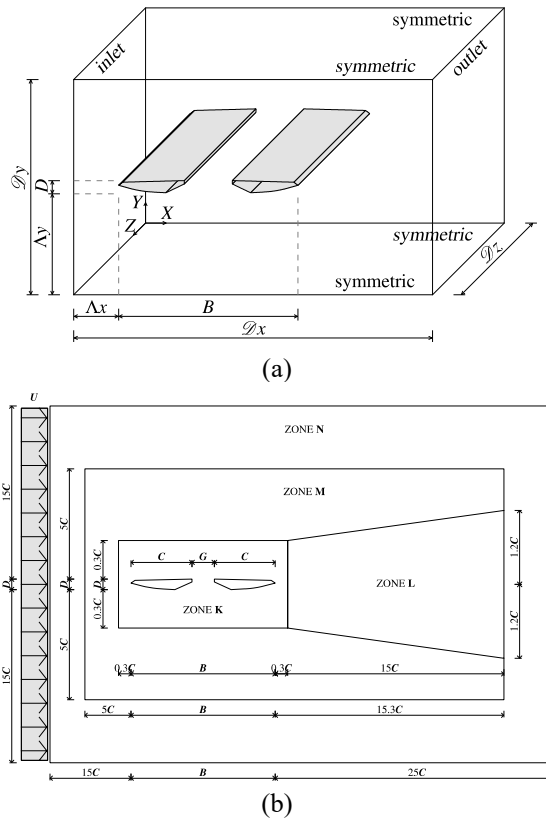 symmetric
inlet
symmetric
outlet
𝒟y
D
Λy
Y
X
Z
symmetric
symmetric
𝒟z
Λx
B
𝒟x
(a)
U
ZONE N
15C
ZONE M
5C
0.3C
C G C
1.2C
D D D
ZONE L
0.3C
ZONE K
1.2C
15C
5C
0.3C B 0.3C 15C
5C B 15.3C
15C B 25C
(b)